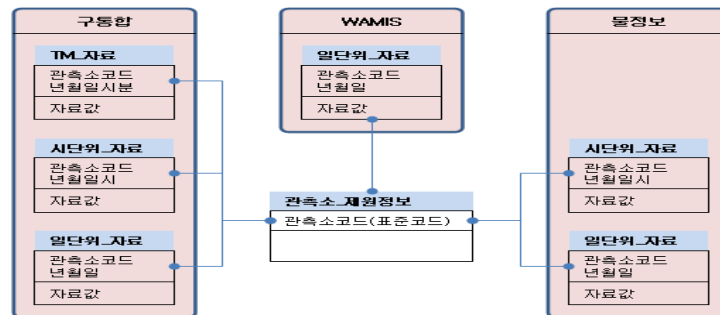 구통합
TM_자료
관측소코드
년월일시분
자료값
시단위_자료
관측소코드
년월일시
자료값
일단위_자료
관측소코드
년월일
자료값
WAMIS
일단위_자료
관측소코드
년월일
자료값
관측소_제원정보
관측소코드(표준코드)
물정보
시단위_자료
관측소코드
년월일시
자료값
일단위_자료
관측소코드
년월일
자료값